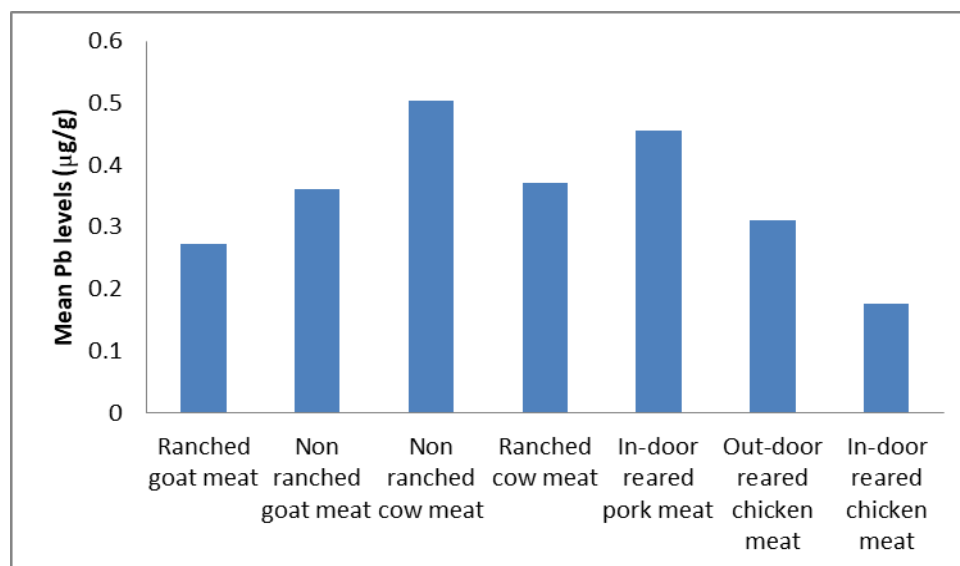 0.6
0.5
0.4
0.3
0.2
0.1
0
Mean Pb levels (µg/g)
Ranched
goat meat
Non
ranched
goat meat
Non
ranched
cow meat
Ranched
cow meat
In-door
reared
pork meat
Out-door
reared
chicken
meat
In-door
reared
chicken
meat